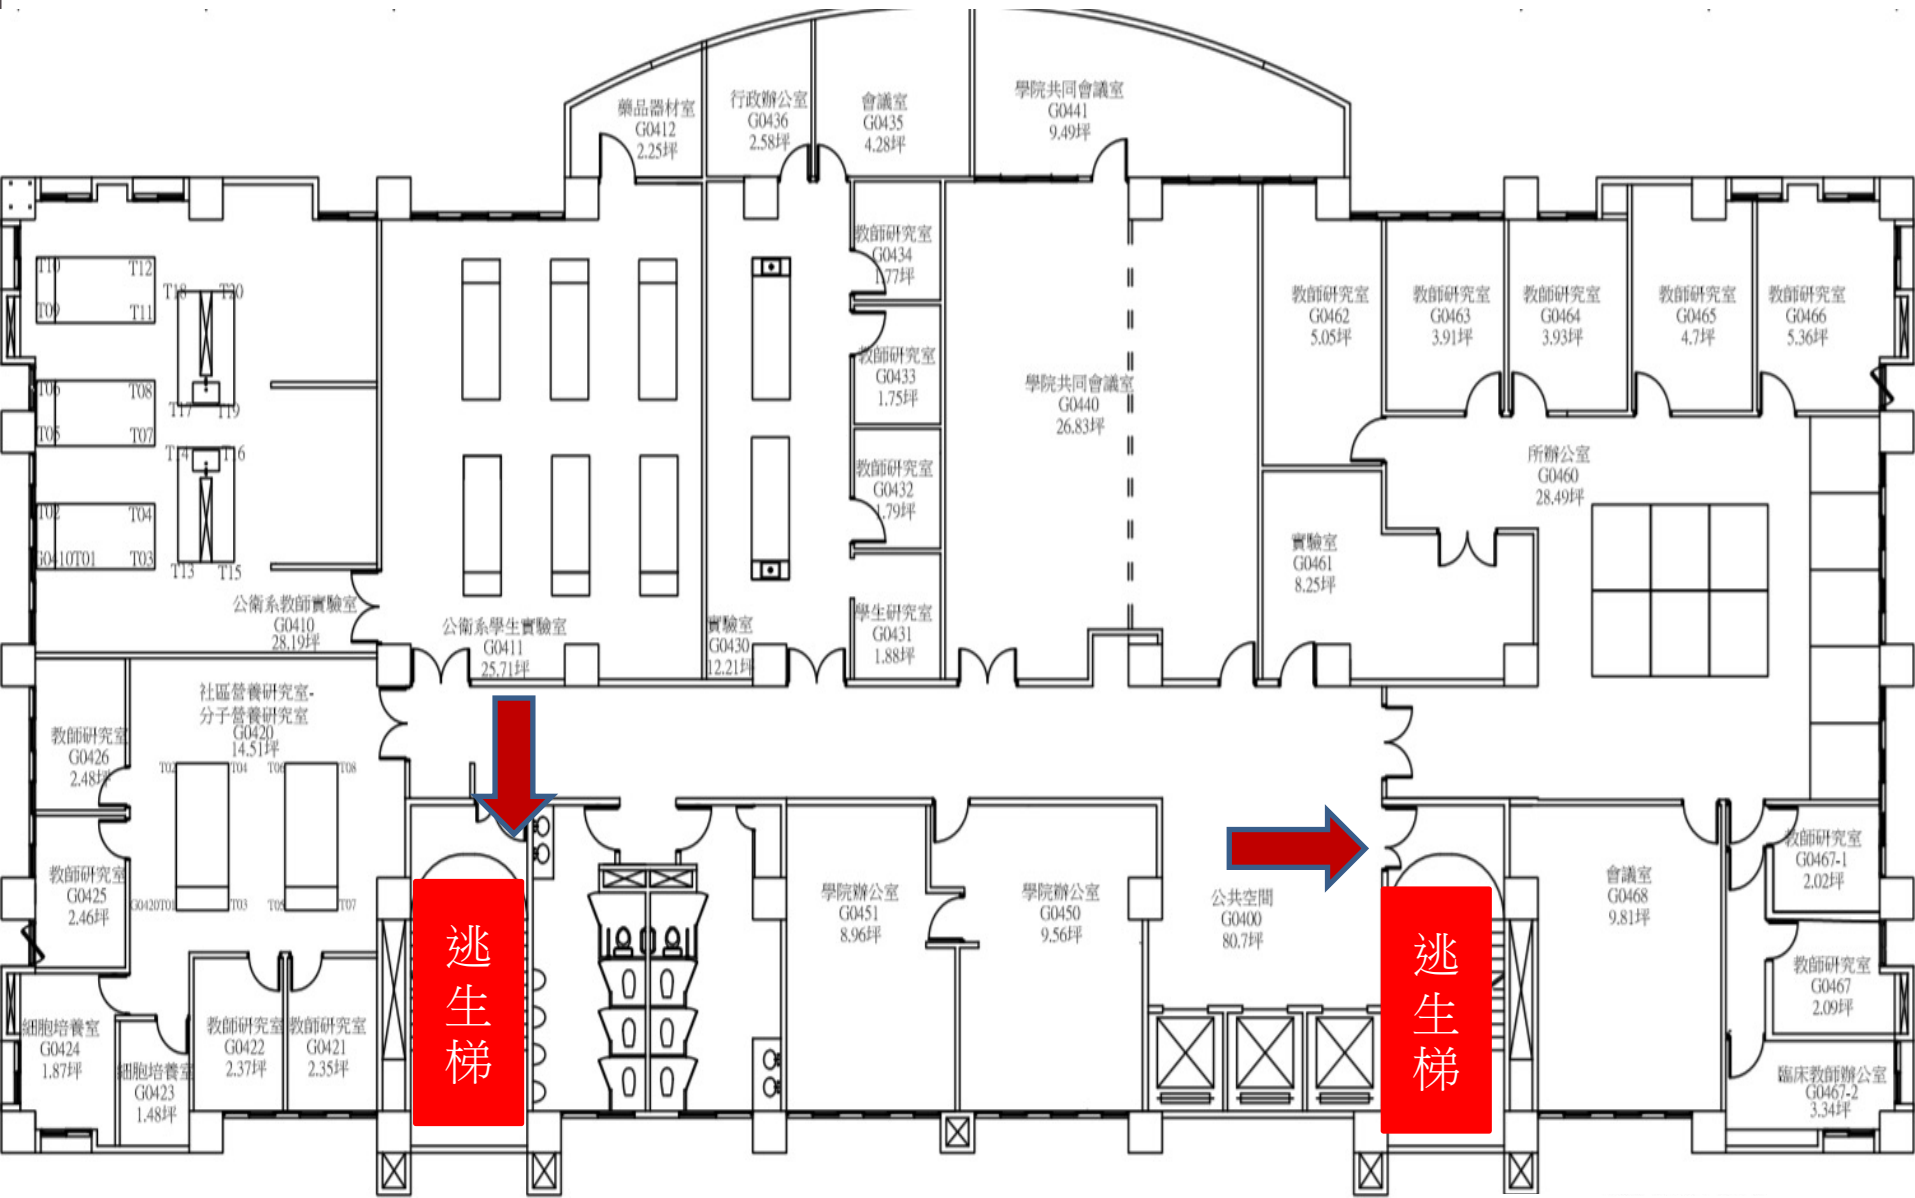 藥品器材室
G0412
2.25坪
行政辦公室
G0436
2.58坪
會議室
G0435
4.28坪
學院共同會議室
G0441
9.49坪
T10
T12
T09
T11
T18
T20
T06
T08
T17
T19
T05
T07
T14
T16
T02
T04
G0410T01
T03
T13
T15
公衛系教師實驗室
G0410
28.19坪
公衛系學生實驗室
G0411
25.71坪
實驗室
G0430
12.21坪
教師研究室
G0434
1.77坪
教師研究室
G0433
1.75坪
教師研究室
G0432
1.79坪
學生研究室
G0431
1.88坪
學院共同會議室
G0440
26.83坪
教師研究室
G0462
5.05坪
教師研究室
G0463
3.91坪
教師研究室
G0464
3.93坪
教師研究室
G0465
4.7坪
教師研究室
G0466
5.36坪
所辦公室
G0460
28.49坪
實驗室
G0461
8.25坪
社區營養研究室-
分子營養研究室
G0420
14.51坪
教師研究室
G0426
2.48坪
T02
T04
T06
T08
教師研究室
G0425
2.46坪
G0420T01
T03
T05
T07
細胞培養室
G0424
1.87坪
細胞培養室
G0423
1.48坪
教師研究室
G0422
2.37坪
教師研究室
G0421
2.35坪
逃生梯
學院辦公室
G0451
8.96坪
學院辦公室
G0450
9.56坪
公共空間
G0400
80.7坪
逃生梯
會議室
G0468
9.81坪
教師研究室
G0467-1
2.02坪
教師研究室
G0467
2.09坪
臨床教師辦公室
G0467-2
3.34坪